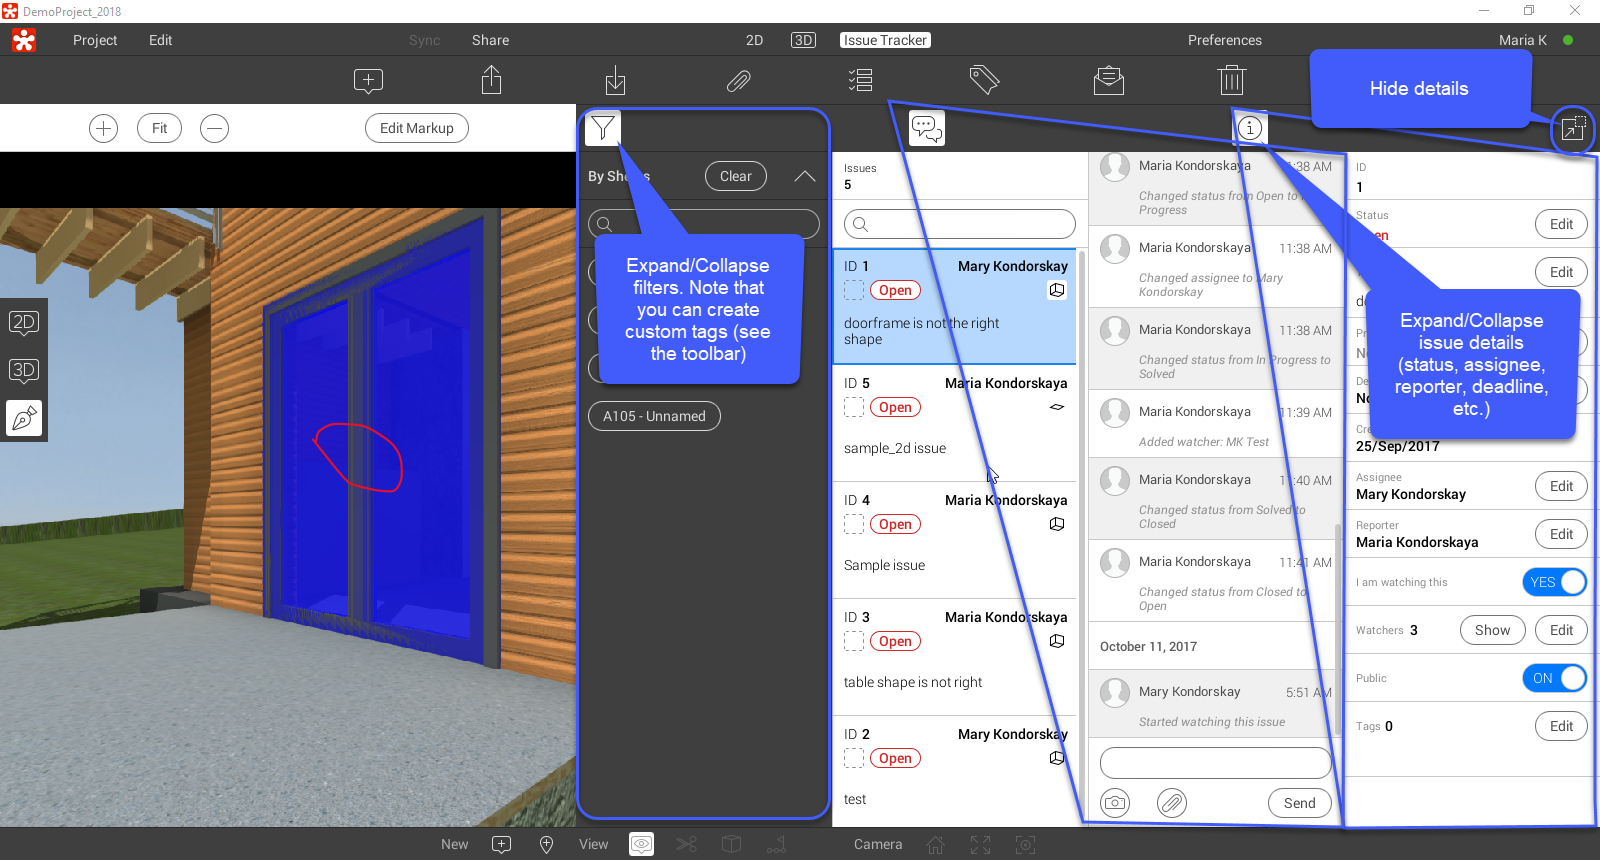 DemoProject_2018
Project
Edit
Sync
Share
2D
3D
Issue Tracker
Preferences
Maria K
Hide details
Fit
Edit Markup
By
Clear
Expand/Collapse
filters. Note that
you can create
custom tags (see
the toolbar)
A105 - Unnamed
2D
3D
Issues
5
ID 1
Mary Kondorskay
Open
doorframe is not the right
shape
ID 5
Maria Kondorskaya
Open
sample_2d issue
ID 4
Maria Kondorskaya
Open
Sample issue
ID 3
Maria Kondorskaya
Open
table shape is not right
ID 2
Mary Kondorskay
Open
test
Maria Kondorskaya
11:38 AM
Changed status from Open to
Progress
Maria Kondorskaya
11:38 AM
Changed assignee to Mary
Kondorskay
Maria Kondorskaya
11:38 AM
Changed status from In Progress to
Solved
Maria Kondorskaya
11:39 AM
Added watcher: MK Test
Maria Kondorskaya
11:40 AM
Changed status from Solved to
Closed
Maria Kondorskaya
11:41 AM
Changed status from Closed to
Open
October 11, 2017
Mary Kondorskay
5:51 AM
Started watching this issue
Send
ID
1
Status
Edit
Edit
Expand/Collapse
issue details
(status, assignee,
reporter, deadline,
etc.)
25/Sep/2017
Assignee
Mary Kondorskay
Edit
Reporter
Maria Kondorskaya
Edit
I am watching this
YES
Watchers 3
Show
Edit
Public
ON
Tags 0
Edit
New
View
Camera